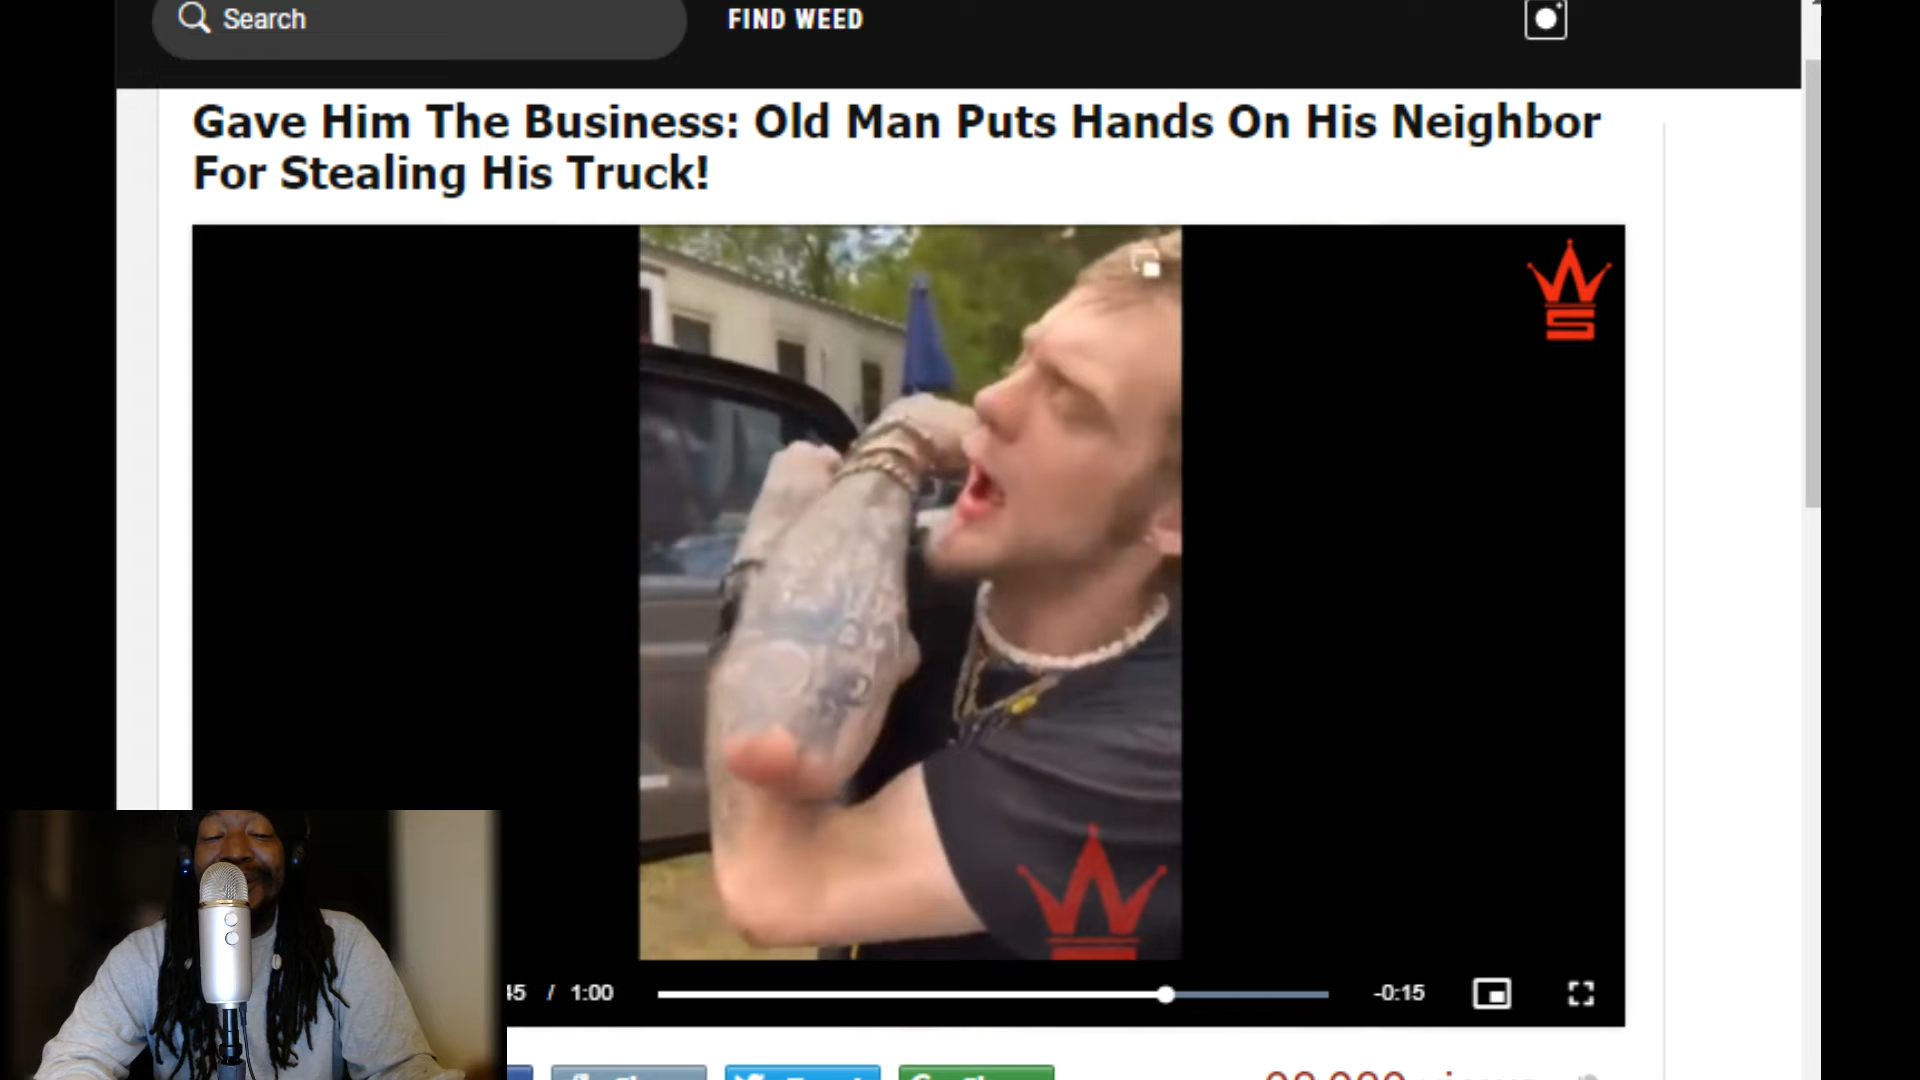 Search
FIND WEED
Gave Him The Business: Old Man Puts Hands On His Neighbor
For Stealing His Truck!
45 / 1:00
-0:15